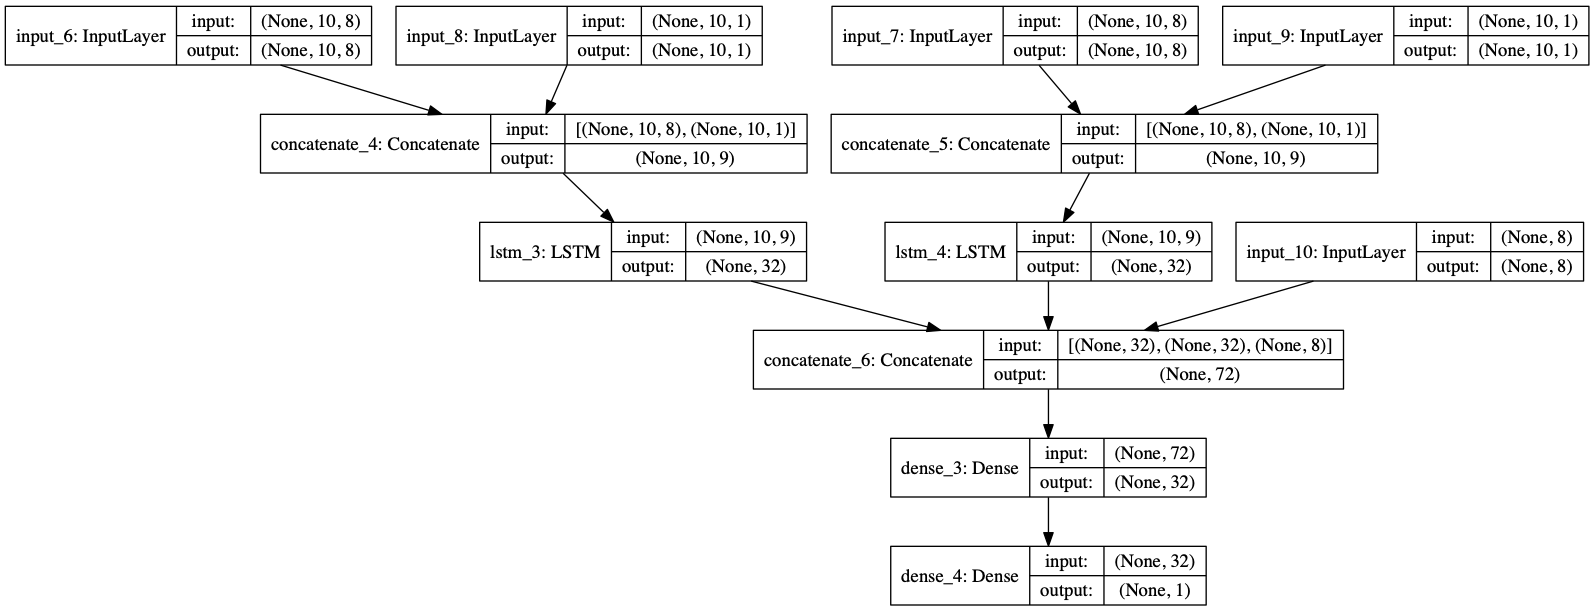 input_6: InputLayer
input: (None, 10, 8)
output: (None, 10, 8)
input_8: InputLayer
input: (None, 10, 1)
output: (None, 10, 1)
input_7: InputLayer
input: (None, 10, 8)
output: (None, 10, 8)
input_9: InputLayer
input: (None, 10, 1)
output: (None, 10, 1)
concatenate_4: Concatenate
input: [(None, 10, 8), (None, 10, 1)]
output: (None, 10, 9)
concatenate_5: Concatenate
input: [(None, 10, 8), (None, 10, 1)]
output: (None, 10, 9)
lstm_3: LSTM
input: (None, 10, 9)
output: (None, 32)
lstm_4: LSTM
input: (None, 10, 9)
output: (None, 32)
input_10: InputLayer
input: (None, 8)
output: (None, 8)
concatenate_6: Concatenate
input: [(None, 32), (None, 32), (None, 8)]
output: (None, 72)
dense_3: Dense
input: (None, 72)
output: (None, 32)
dense_4: Dense
input: (None, 32)
output: (None, 1)